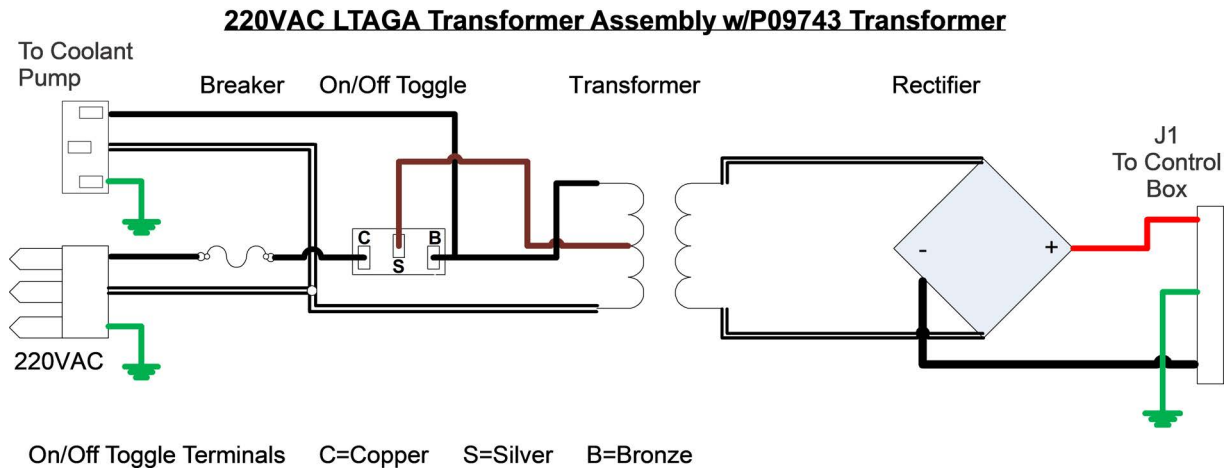 220VAC LTAGA Transformer Assembly w/P09743 Transformer
To Coolant
Pump
Breaker
On/Off Toggle
Transformer
Rectifier
J1
To Control
Box
C
S
B
-
+
220VAC
On/Off Toggle Terminals C=Copper S=Silver B=Bronze